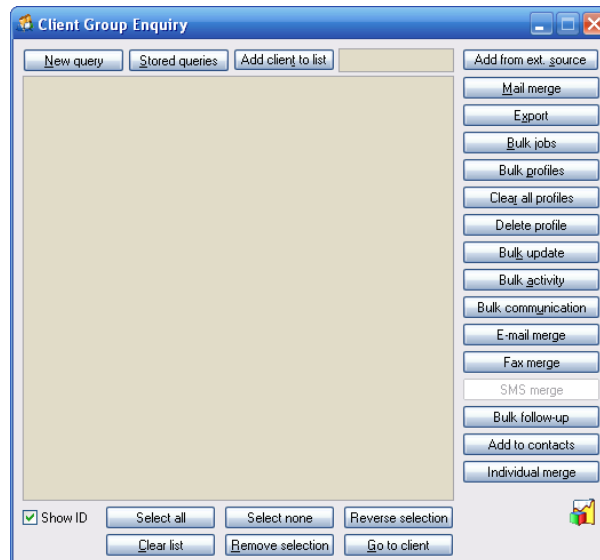 Client Group Enquiry
New query
Stored queries
Add client to list
Add from ext. source
Mail merge
Export
Bulk jobs
Bulk profiles
Clear all profiles
Delete profile
Bulk update
Bulk activity
Bulk communication
E-mail merge
Fax merge
SMS merge
Bulk follow-up
Add to contacts
Individual merge
Show ID
Select all
Select none
Reverse selection
Clear list
Remove selection
Go to client